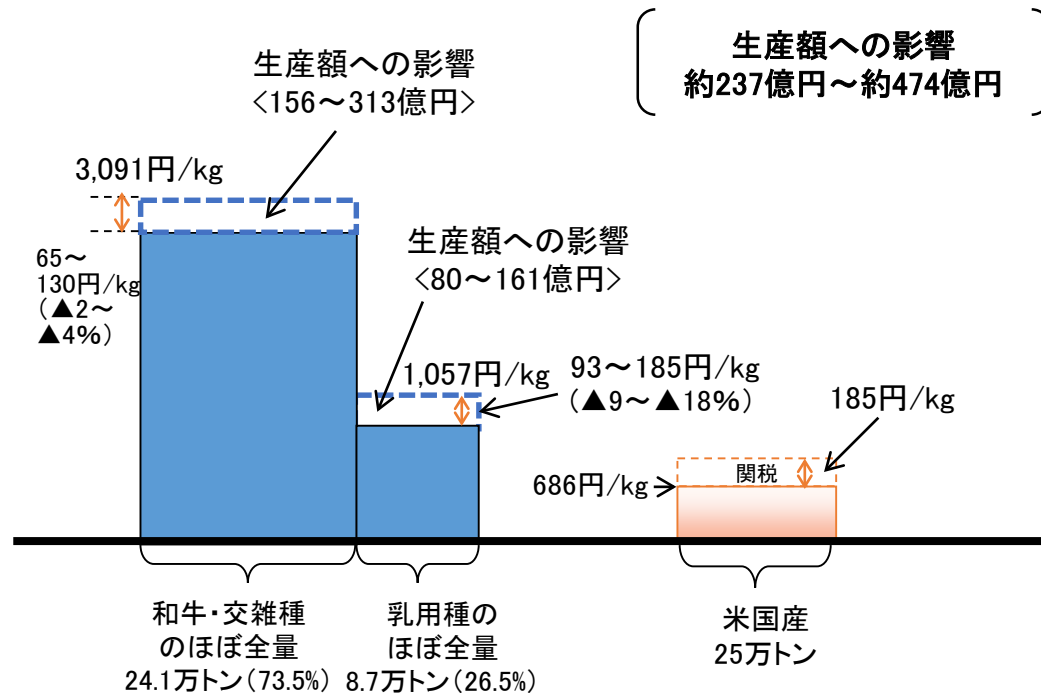 生産額への影響
約237億円～約474億円
生産額への影響
<156～313億円>
3,091円/kg
65～
130円/kg
(▲2～
▲4%)
生産額への影響
<80～161億円>
1,057円/kg
93～185円/kg
(▲9～▲18%)
185円/kg
関税
686円/kg
和牛・交雑種
のほぼ全量
24.1万トン(73.5%)
乳用種の
ほぼ全量
8.7万トン(26.5%)
米国産
25万トン